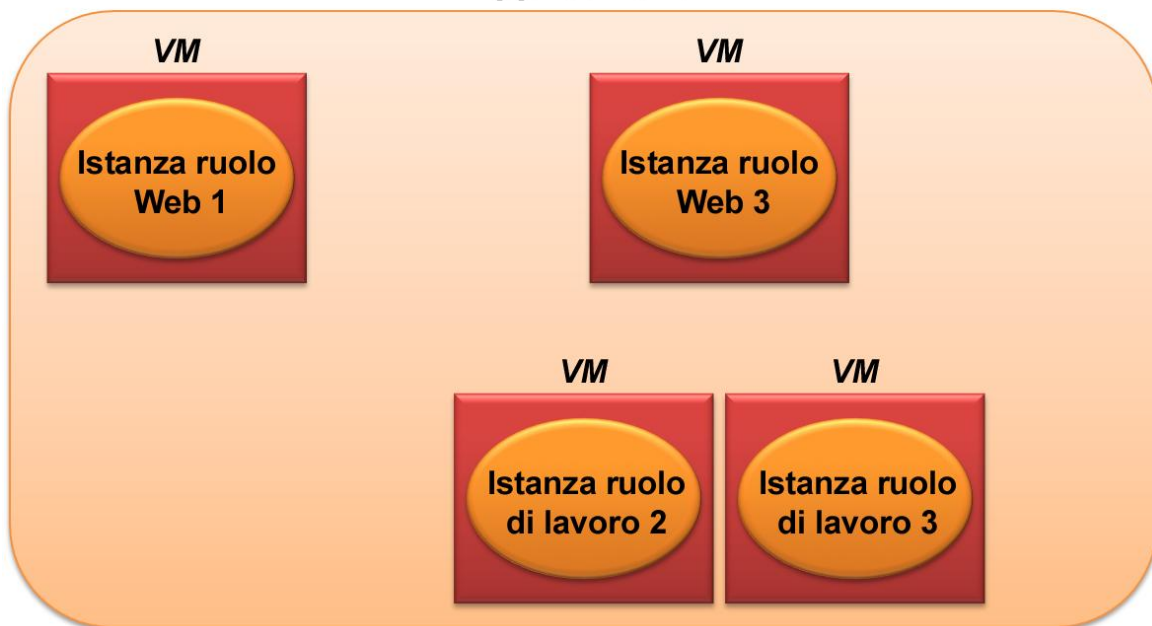 VM
Istanza ruolo
Web 1
VM
Istanza ruolo
Web 3
VM
Istanza ruolo
di lavoro 2
VM
Istanza ruolo
di lavoro 3